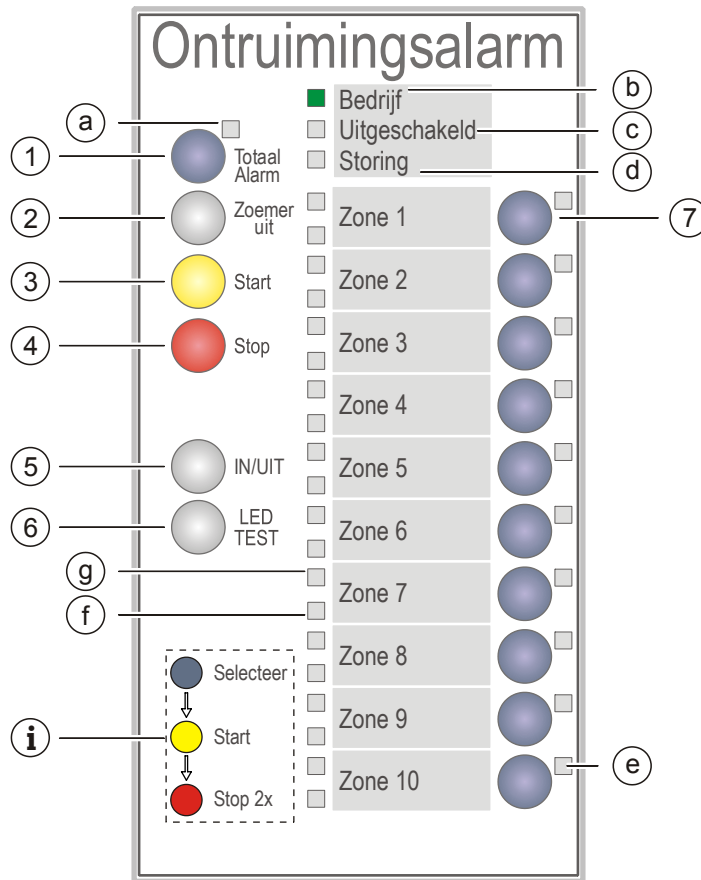 Ontruimingsalarm
Bedrijf
Uitgeschakeld
Storing
a
b
c
d
1
Totaal
Alarm
2
Zoemer
uit
3
Start
4
Stop
5
IN/UIT
6
LED
TEST
Zone 1
7
Zone 2
Zone 3
Zone 4
Zone 5
Zone 6
g
Zone 7
f
Zone 8
Zone 9
Zone 10
e
i
Selecteer
Start
Stop 2x